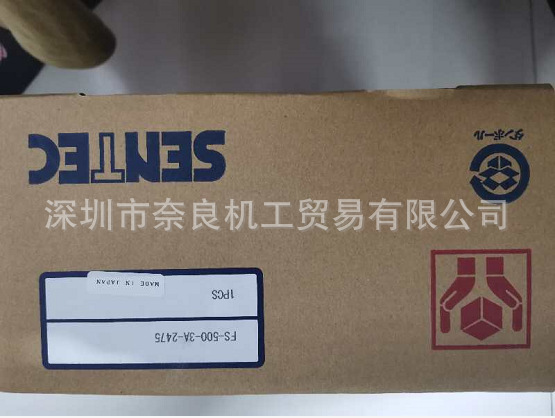 ダンボール
SENTEC
深圳市奈良机工贸易有限公司
MADE IN JAPAN
1PCS
FS-500-3A-2475